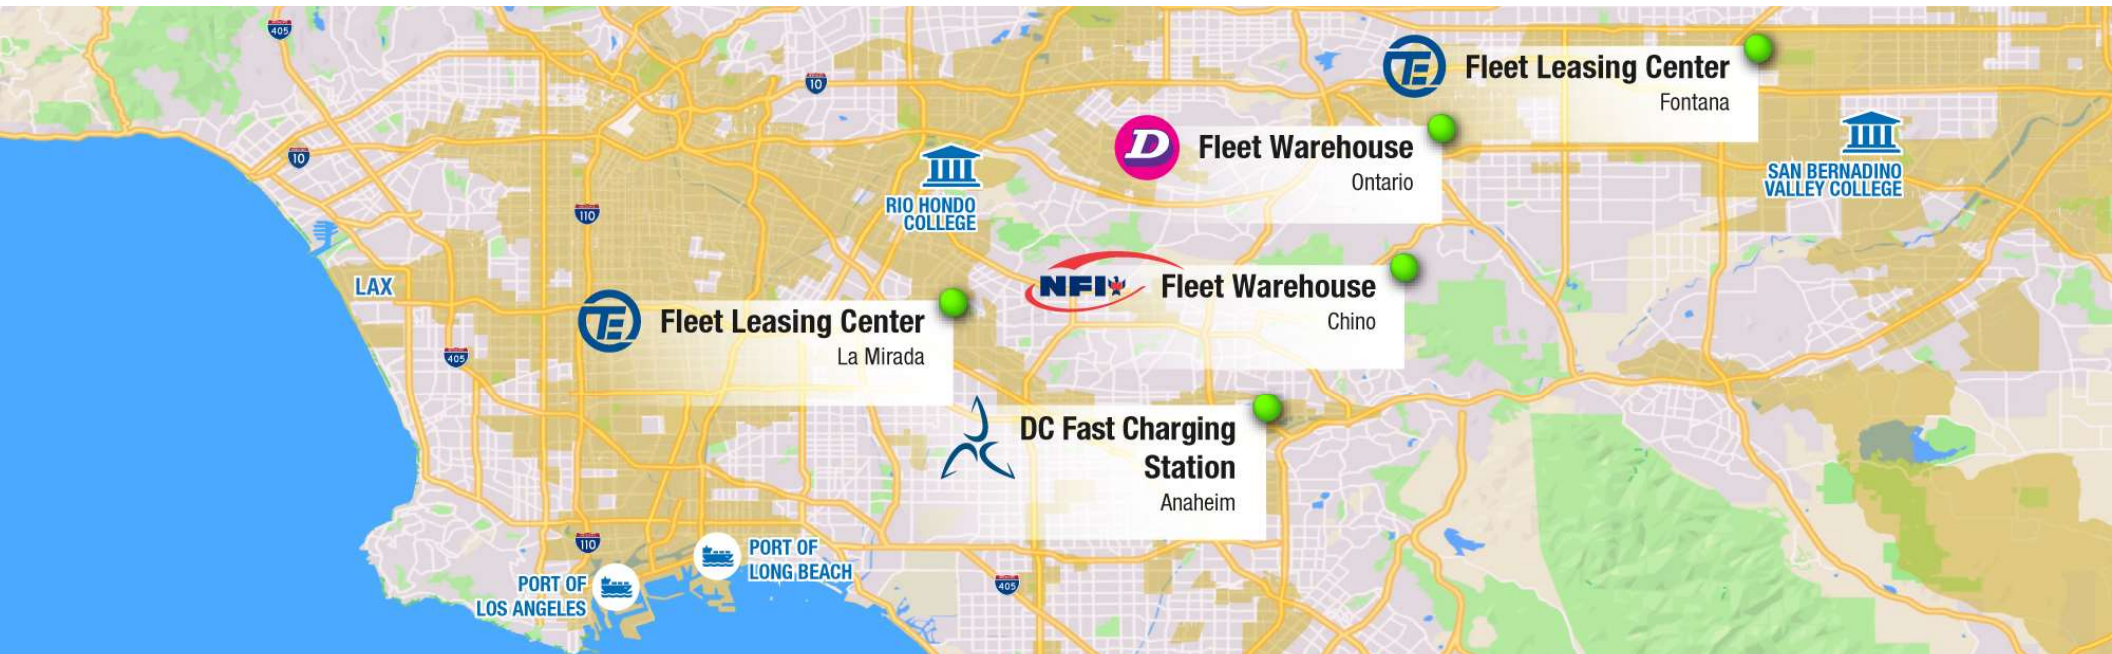 405
10
TE
Fleet Leasing Center
Fontana
D
Fleet Warehouse
Ontario
10
110
RIO HONDO
COLLEGE
SAN BERNADINO
VALLEY COLLEGE
LAX
NFI
Fleet Warehouse
Chino
TE
Fleet Leasing Center
La Mirada
405
DC Fast Charging
Station
Anaheim
110
PORT OF
LONG BEACH
PORT OF
LOS ANGELES
405